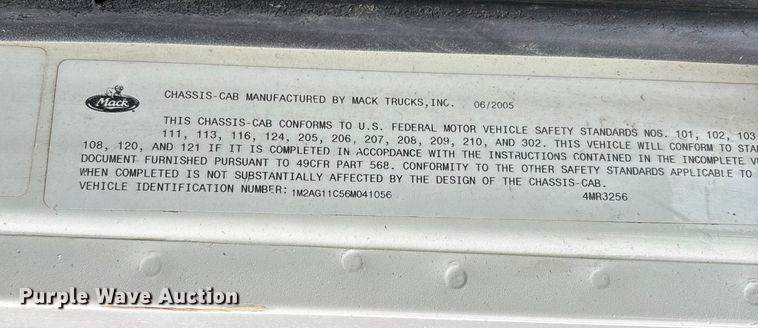 Mack
CHASSIS-CAB MANUFACTURED BY MACK TRUCKS, INC. 06/2005
THIS CHASSIS-CAB CONFORMS TO U.S. FEDERAL MOTOR VEHICLE SAFETY STANDARDS NOS. 101, 102, 103
111, 113, 116, 124, 205, 206, 207, 208, 209, 210, AND 302. THIS VEHICLE WILL CONFORM TO STA
108, 120, AND 121 IF IT IS COMPLETED IN ACCORDANCE WITH THE INSTRUCTIONS CONTAINED IN THE INCOMPLETE V
DOCUMENT FURNISHED PURSUANT TO 49CFR PART 568. CONFORMITY TO THE OTHER SAFETY STANDARDS APPLICABLE TO
WHEN COMPLETED IS NOT SUBSTANTIALLY AFFECTED BY THE DESIGN OF THE CHASSIS-CAB.
VEHICLE IDENTIFICATION NUMBER: 1M2AG11C56M041056 4MR3256
Purple Wave Auction